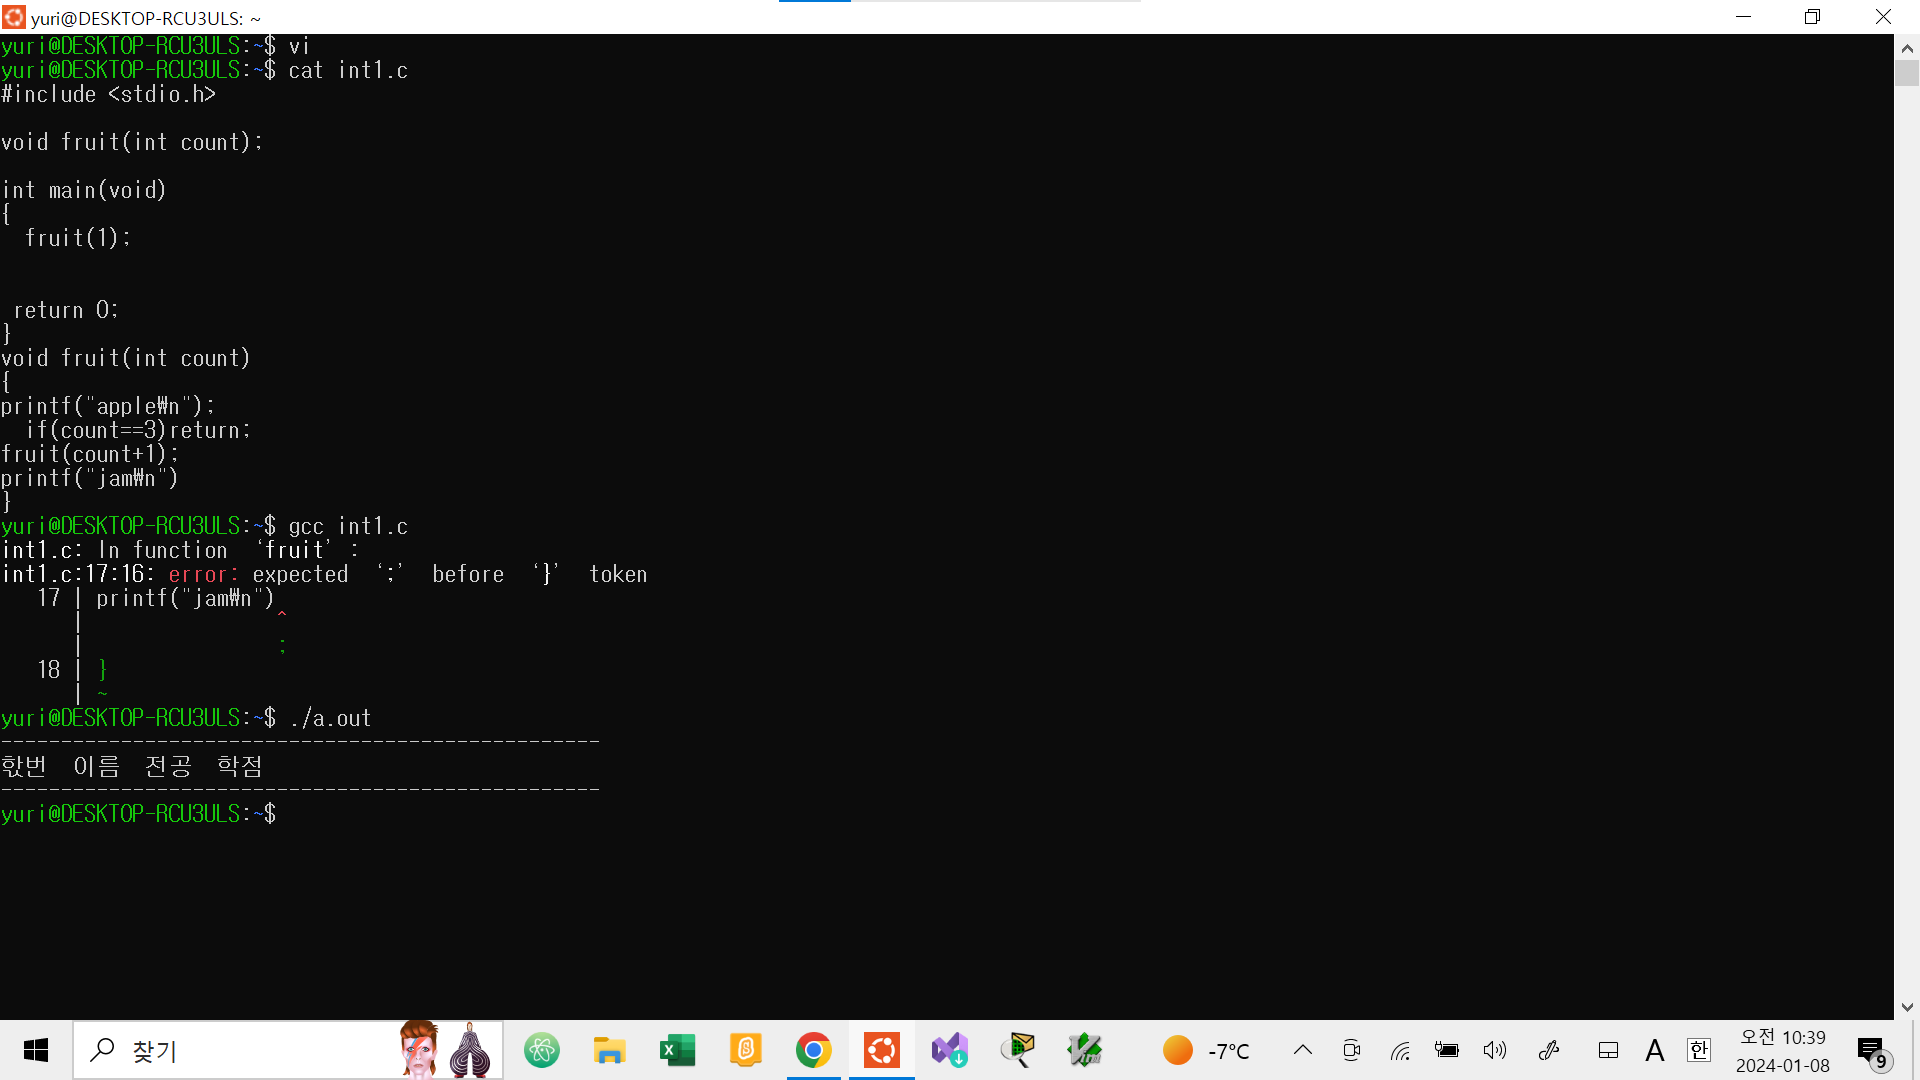 yuri@DESKTOP-RCU3ULS: ~
yuri@DESKTOP-RCU3ULS:~$ vi
yuri@DESKTOP-RCU3ULS:~$ cat int1.c
#include <stdio.h>
void fruit(int count);
int main(void)
{
  fruit(1);
 return 0;
}
void fruit(int count)
{
printf("apple₩n");
  if(count==3)return;
fruit(count+1);
printf("jam₩n")
}
yuri@DESKTOP-RCU3ULS:~$ gcc int1.c
int1.c: In function ‘fruit’:
int1.c:17:16: error: expected ‘;’ before ‘}’ token
   17 | printf("jam₩n")
      |                ^
      |                ;
   18 | }
      | ~
yuri@DESKTOP-RCU3ULS:~$ ./a.out
--------------------------------------------------
핝번 이름 전공 학점
--------------------------------------------------
yuri@DESKTOP-RCU3ULS:~$
찾기
-7°C
A
한
오전 10:39
2024-01-08
9